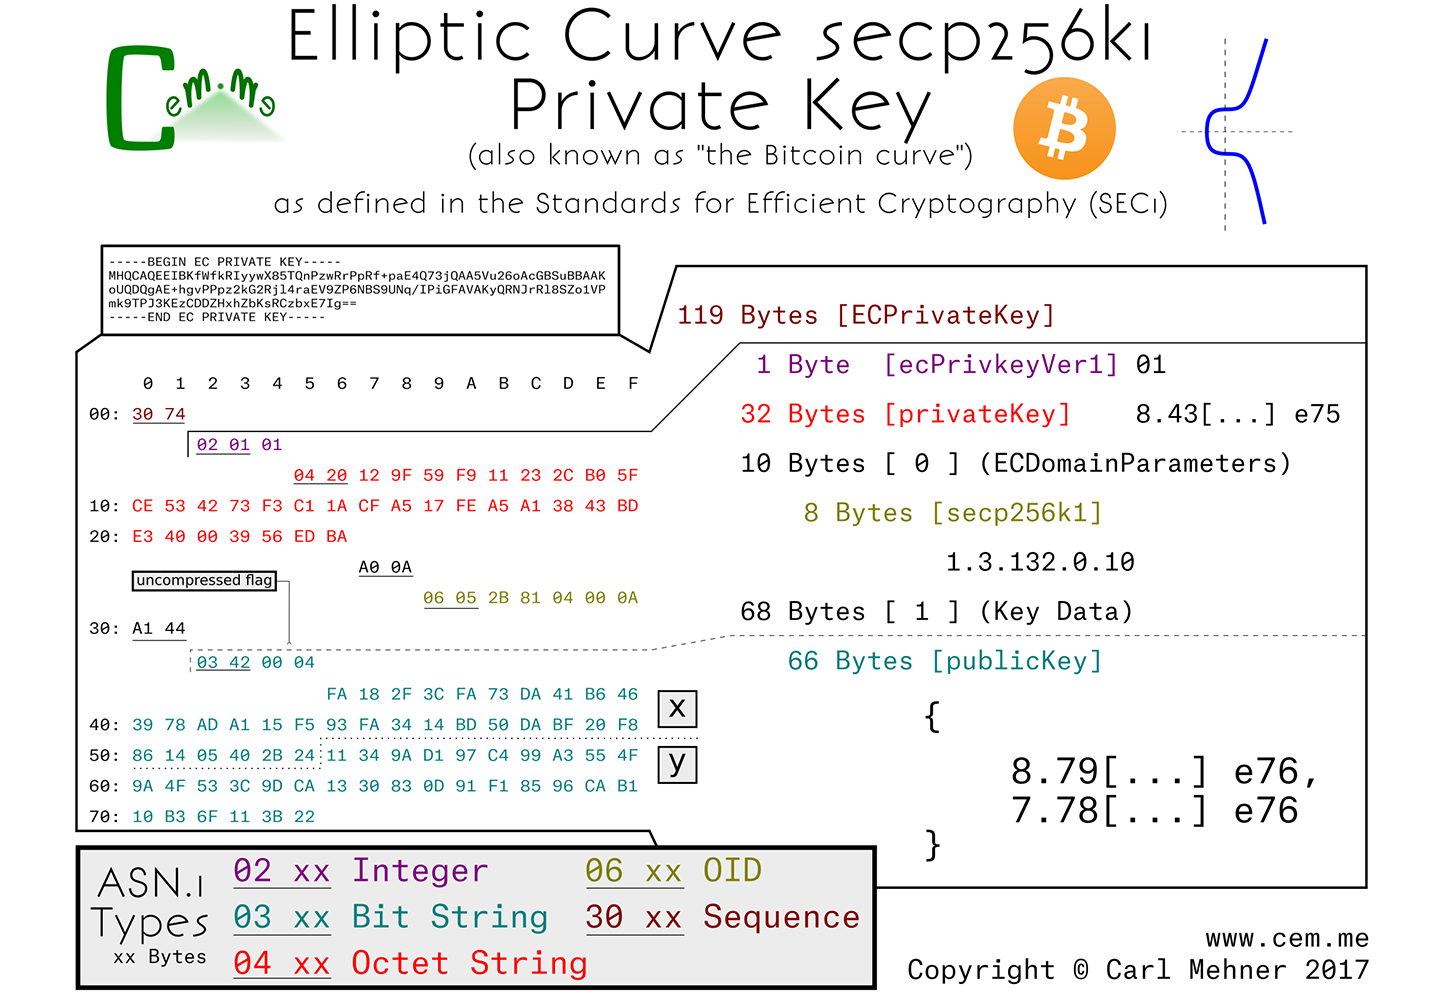 Elliptic Curve secp256k1
Private Key
(also known as "the Bitcoin curve")
as defined in the Standards for Efficient Cryptography (SEC1)
Cem.me
-----BEGIN EC PRIVATE KEY-----
MHQCAQEEIBKfWfkRIyywX85TQnPzwRrPpRf+paE4Q73jQAA5Vu26oAcGBSuBBAAK
oUQDQgAE+hgvPPpz2kG2Rjl4raEV9ZP6NBS9UNq/IPiGFAVAKyQRNJrRl8SZo1VP
mk9TPJ3KEzCDDZHxhZbKsRCzbxE7Ig==
-----END EC PRIVATE KEY-----
0 1 2 3 4 5 6 7 8 9 A B C D E F
00: 30 74
02 01 01
04 20 12 9F 59 F9 11 23 2C B0 5F
10: CE 53 42 73 F3 C1 1A CF A5 17 FE A5 A1 38 43 BD
20: E3 40 00 39 56 ED BA
A0 0A
uncompressed flag
06 05 2B 81 04 00 0A
30: A1 44
03 42 00 04
FA 18 2F 3C FA 73 DA 41 B6 46
x
40: 39 78 AD A1 15 F5 93 FA 34 14 BD 50 DA BF 20 F8
50: 86 14 05 40 2B 24 11 34 9A D1 97 C4 99 A3 55 4F
y
60: 9A 4F 53 3C 9D CA 13 30 83 0D 91 F1 85 96 CA B1
70: 10 B3 6F 11 3B 22
119 Bytes [ECPrivateKey]
1 Byte [ecPrivkeyVer1] 01
32 Bytes [privateKey] 8.43[...] e75
10 Bytes [ 0 ] (ECDomainParameters)
8 Bytes [secp256k1]
1.3.132.0.10
68 Bytes [ 1 ] (Key Data)
66 Bytes [publicKey]
{
8.79[...] e76,
7.78[...] e76
}
ASN.1
Types
xx Bytes
02 xx Integer
03 xx Bit String
04 xx Octet String
06 xx OID
30 xx Sequence
www.cem.me
Copyright © Carl Mehner 2017